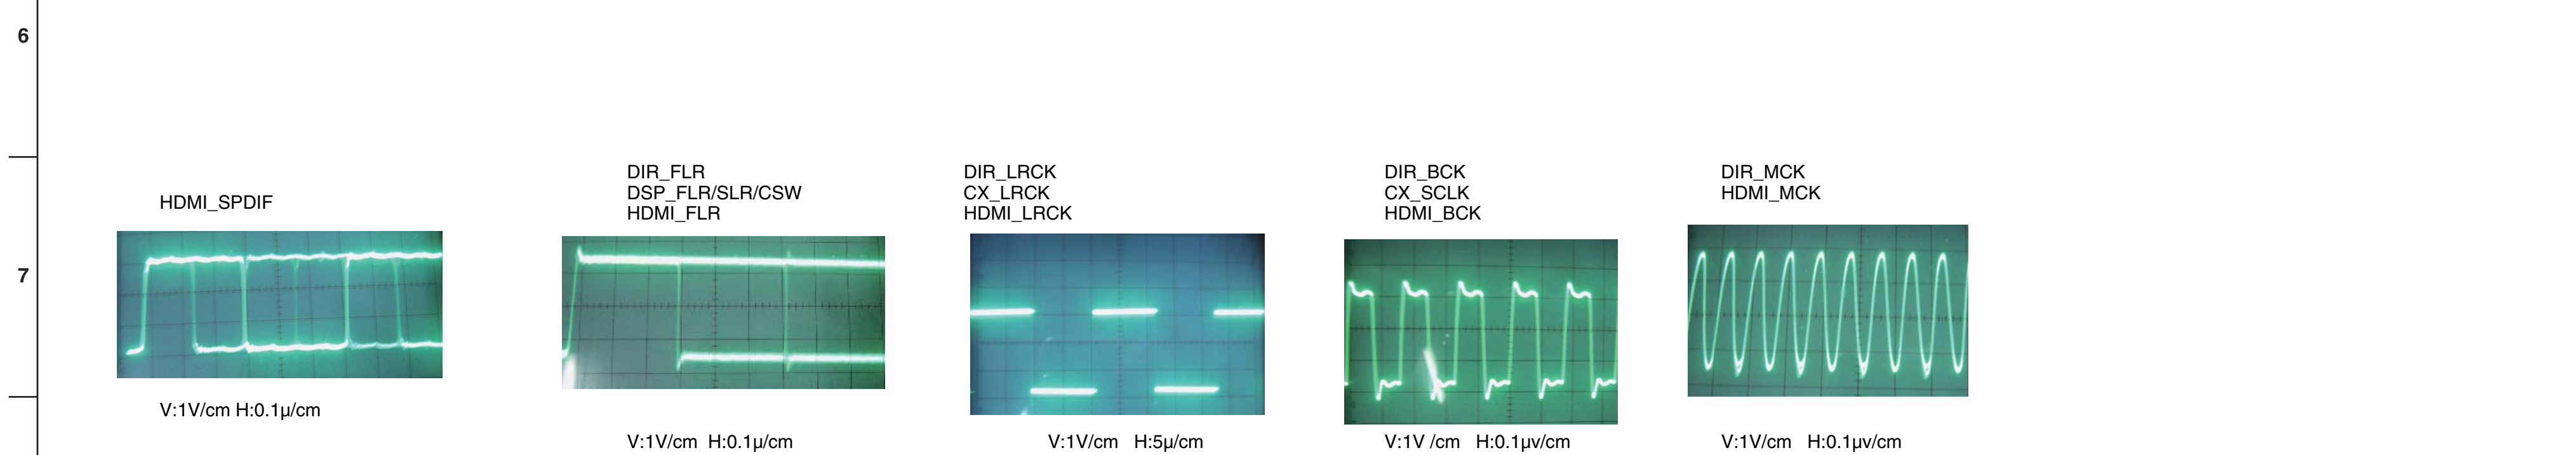 6
7
HDMI_SPDIF
V:1V/cm H:0.1µ/cm
DIR_FLR
DSP_FLR/SLR/CSW
HDMI_FLR
V:1V/cm H:0.1µ/cm
DIR_LRCK
CX_LRCK
HDMI_LRCK
V:1V/cm H:5µ/cm
DIR_BCK
CX_SCLK
HDMI_BCK
V:1V /cm H:0.1µv/cm
DIR_MCK
HDMI_MCK
V:1V/cm H:0.1µv/cm